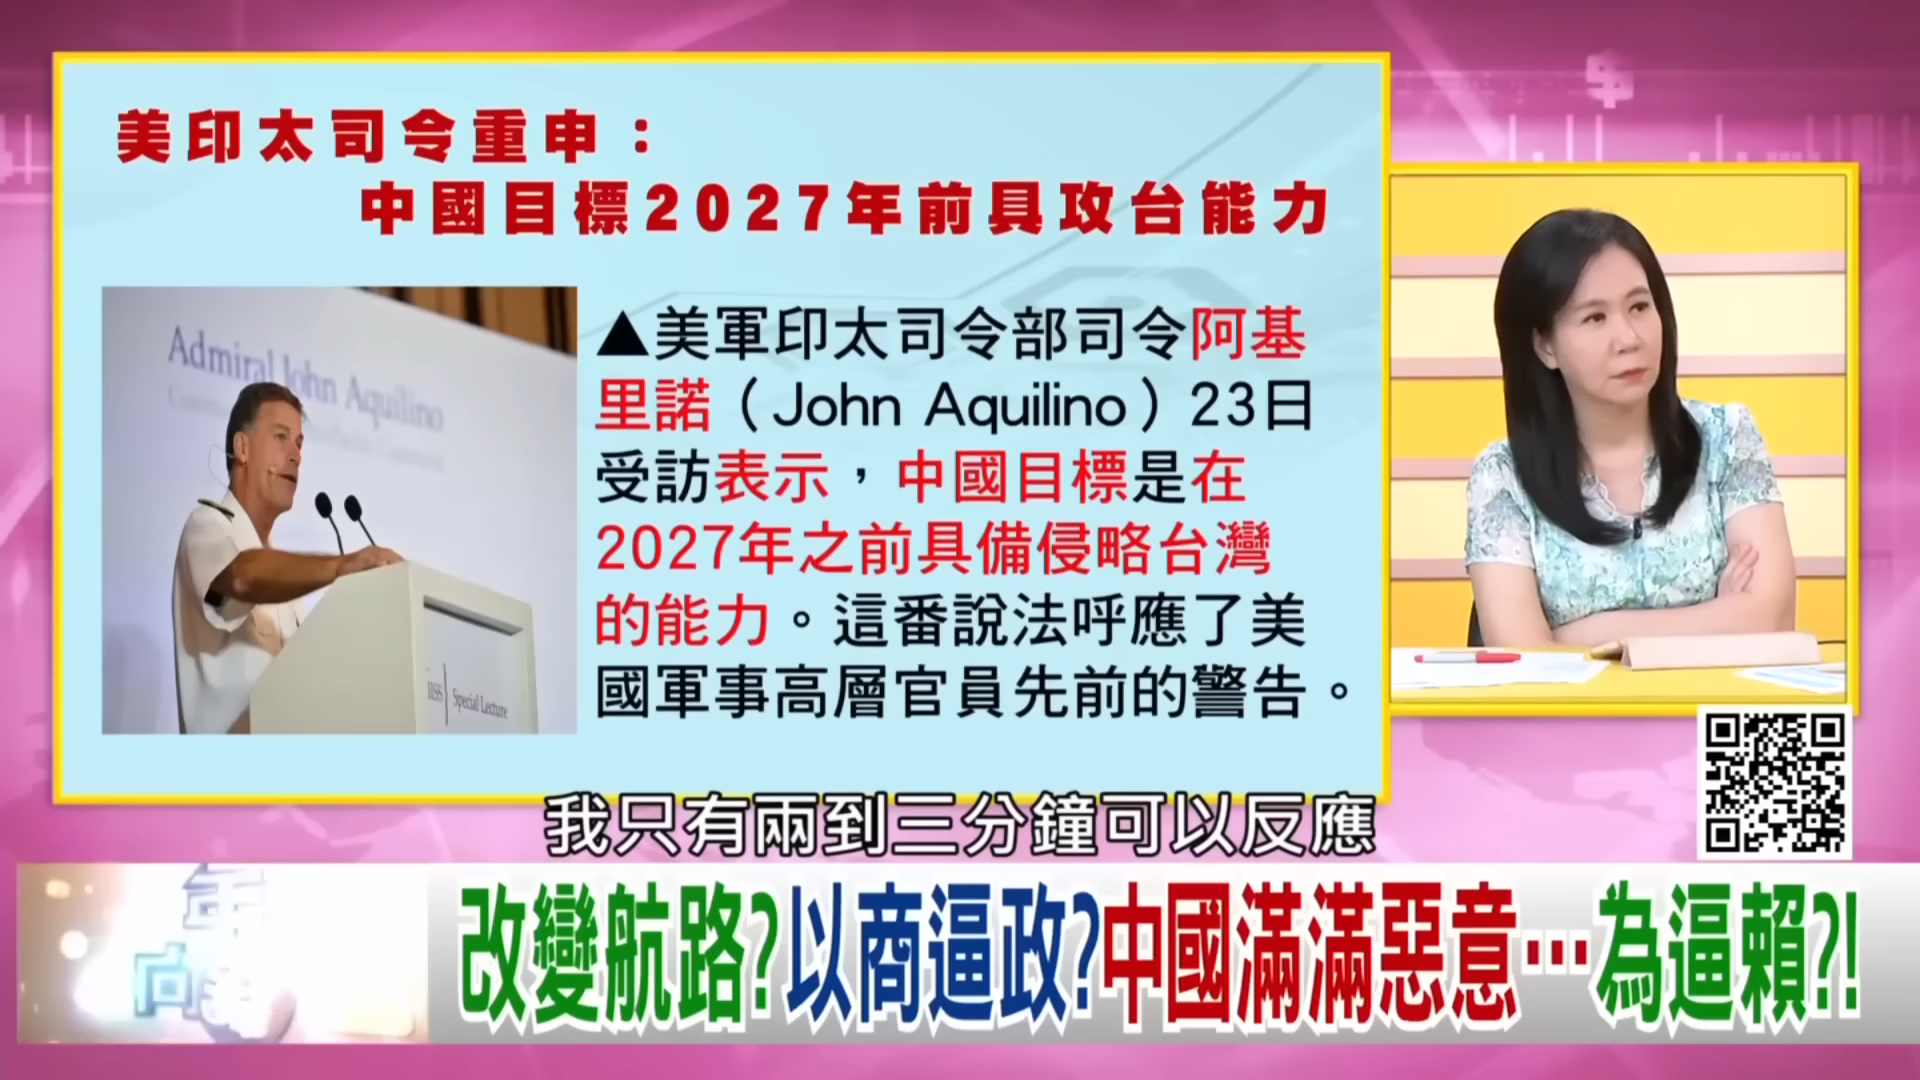 美印太司令重申：
中國目標2027年前具攻台能力
Admiral John Aquilino
▲美軍印太司令部司令阿基
里諾（John Aquilino）23日
受訪表示，中國目標是在
2027年之前具備侵略台灣
的能力。這番說法呼應了美
國軍事高層官員先前的警告。
Special Lecture
我只有兩到三分鐘可以反應
改變航路?以商逼政?中國滿滿惡意…為逼賴?!